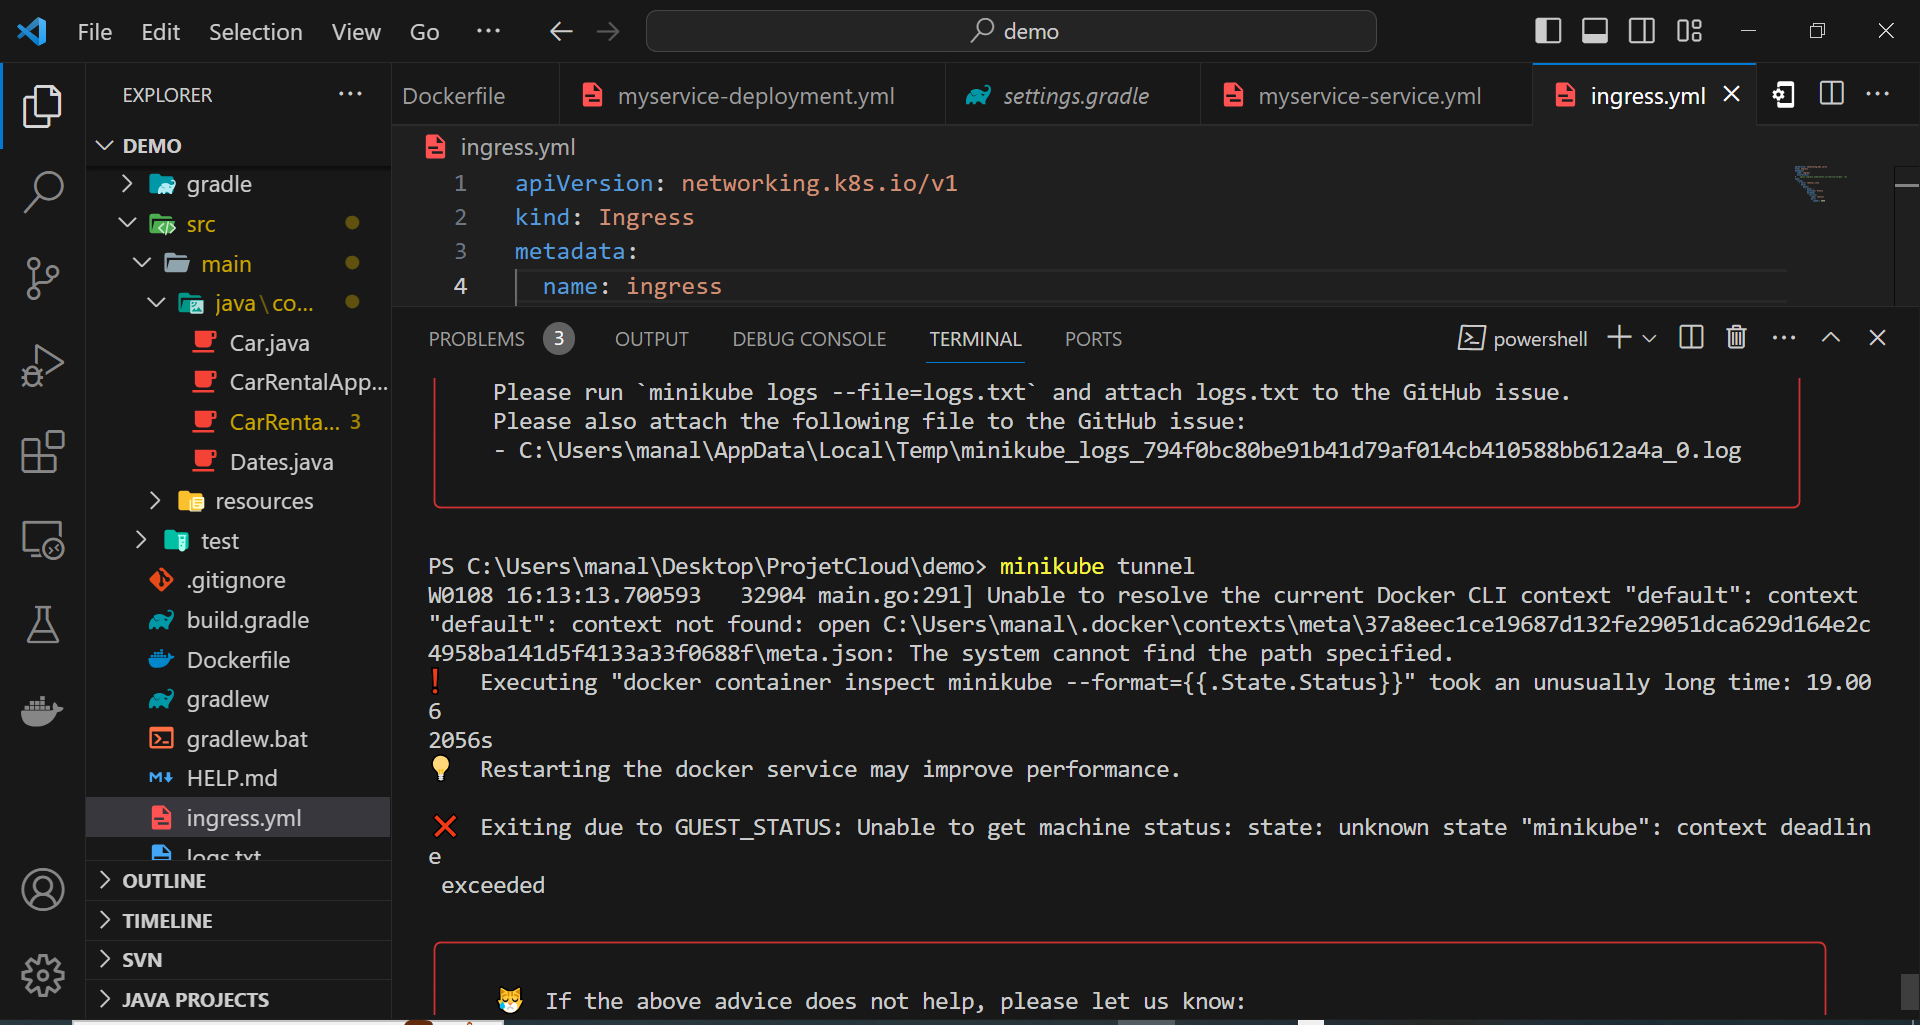 File Edit Selection View Go ··· demo
EXPLORER ···
Dockerfile myservice-deployment.yml settings.gradle myservice-service.yml ingress.yml ···
DEMO
gradle
src
main
java\co...
Car.java
CarRentalApp...
CarRenta... 3
Dates.java
resources
test
.gitignore
build.gradle
Dockerfile
gradlew
gradlew.bat
HELP.md
ingress.yml
logs.txt
OUTLINE
TIMELINE
SVN
JAVA PROJECTS
ingress.yml
1 apiVersion: networking.k8s.io/v1
2 kind: Ingress
3 metadata:
4 name: ingress
PROBLEMS 3 OUTPUT DEBUG CONSOLE TERMINAL PORTS powershell ···
Please run `minikube logs --file=logs.txt` and attach logs.txt to the GitHub issue.
Please also attach the following file to the GitHub issue:
- C:\Users\manal\AppData\Local\Temp\minikube_logs_794f0bc80be91b41d79af014cb410588bb612a4a_0.log
PS C:\Users\manal\Desktop\ProjetCloud\demo> minikube tunnel
W0108 16:13:13.700593 32904 main.go:291] Unable to resolve the current Docker CLI context "default": context
"default": context not found: open C:\Users\manal\.docker\contexts\meta\37a8eec1ce19687d132fe29051dca629d164e2c
4958ba141d5f4133a33f0688f\meta.json: The system cannot find the path specified.
❗ Executing "docker container inspect minikube --format={{.State.Status}}" took an unusually long time: 19.00
6
2056s
💡 Restarting the docker service may improve performance.
❌ Exiting due to GUEST_STATUS: Unable to get machine status: state: unknown state "minikube": context deadlin
e
exceeded
😿 If the above advice does not help, please let us know: